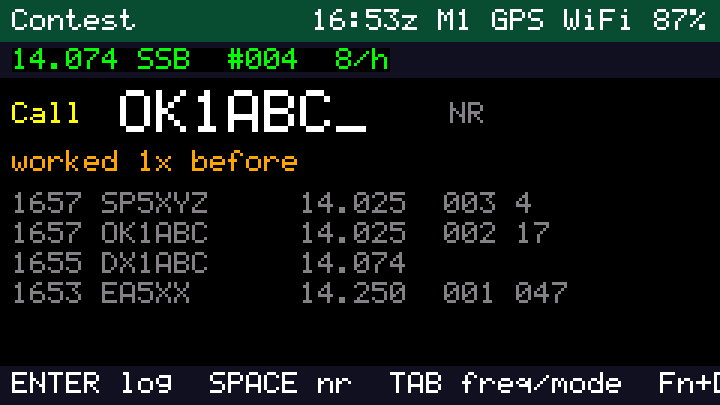 Contest 16:53z M1 GPS WiFi 87%
14.074 SSB #004 8/h
Call OK1ABC_ NR
worked 1x before
1657 SP5XYZ 14.025 003 4
1657 OK1ABC 14.025 002 17
1655 DX1ABC 14.074
1653 EA5XX 14.250 001 047
ENTER log SPACE nr TAB freq/mode